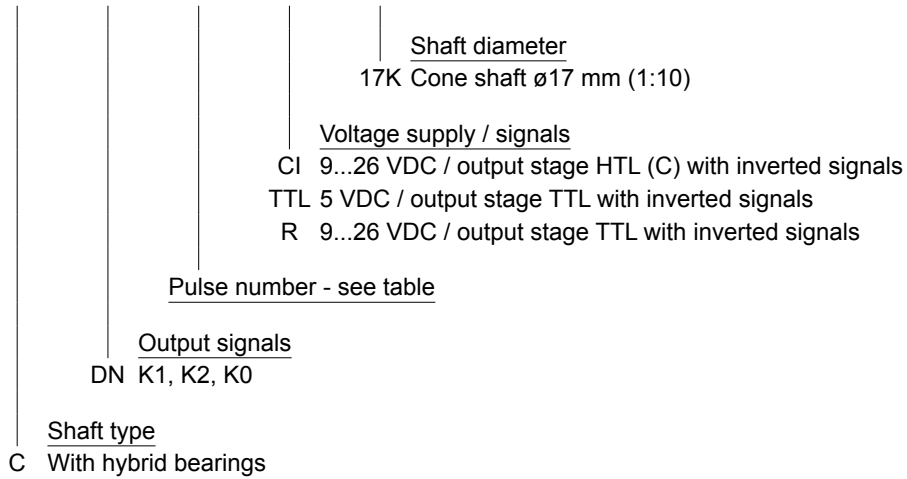 Shaft diameter
17K Cone shaft ø17 mm (1:10)
Voltage supply / signals
CI 9...26 VDC / output stage HTL (C) with inverted signals
TTL 5 VDC / output stage TTL with inverted signals
R 9...26 VDC / output stage TTL with inverted signals
Pulse number - see table
Output signals
DN K1, K2, K0
Shaft type
C With hybrid bearings